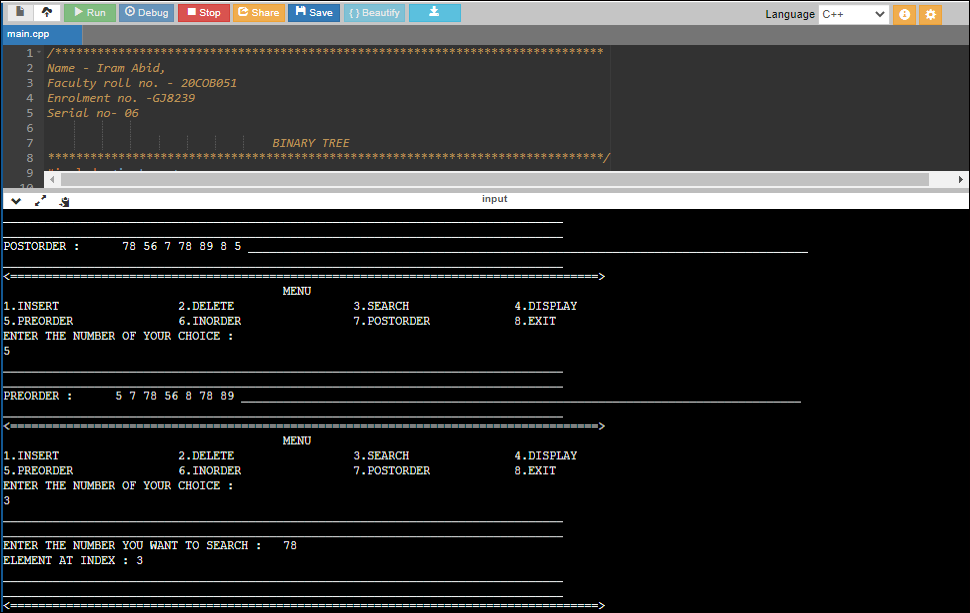 Run Debug Stop Share Save { } Beautify Language C++
main.cpp
1 /******************************************************************************
2 Name - Iram Abid,
3 Faculty roll no. - 20COB051
4 Enrolment no. -GJ8239
5 Serial no- 06
6
7 BINARY TREE
8 *******************************************************************************/
9
10
input
POSTORDER : 78 56 7 78 89 8 5
<====================================================================================>
MENU
1.INSERT 2.DELETE 3.SEARCH 4.DISPLAY
5.PREORDER 6.INORDER 7.POSTORDER 8.EXIT
ENTER THE NUMBER OF YOUR CHOICE :
5
PREORDER : 5 7 78 56 8 78 89
<====================================================================================>
MENU
1.INSERT 2.DELETE 3.SEARCH 4.DISPLAY
5.PREORDER 6.INORDER 7.POSTORDER 8.EXIT
ENTER THE NUMBER OF YOUR CHOICE :
3
ENTER THE NUMBER YOU WANT TO SEARCH : 78
ELEMENT AT INDEX : 3
<====================================================================================>